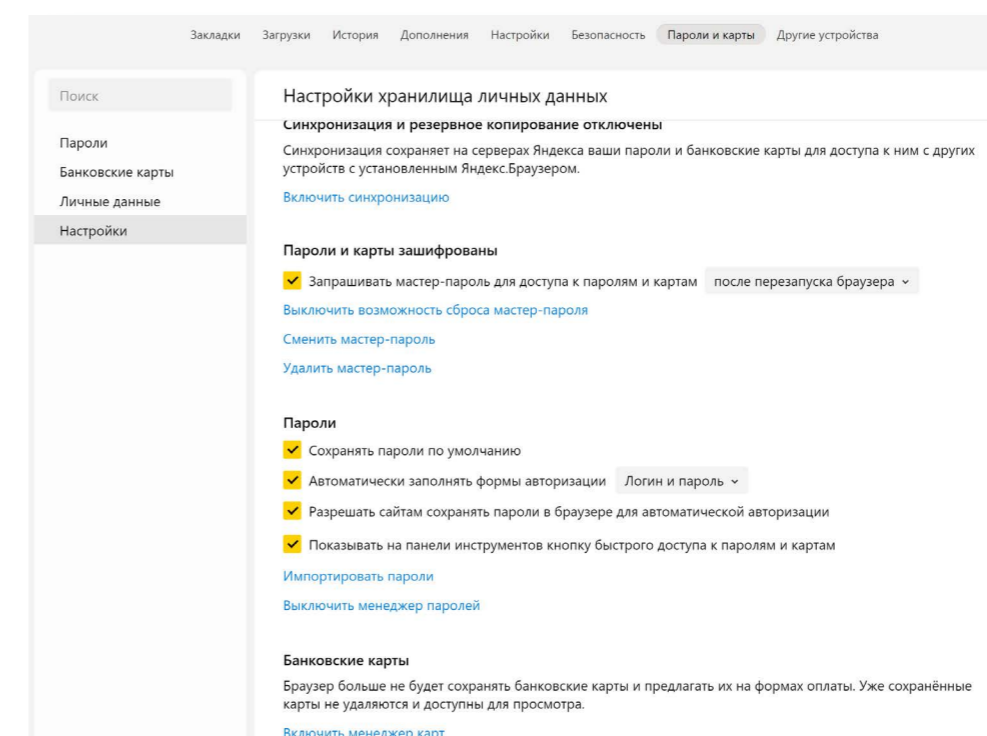 Закладки Загрузки История Дополнения Настройки Безопасность Пароли и карты Другие устройства
Поиск
Пароли
Банковские карты
Личные данные
Настройки
Настройки хранилища личных данных
Синхронизация и резервное копирование отключены
Синхронизация сохраняет на серверах Яндекса ваши пароли и банковские карты для доступа к ним с других
устройств с установленным Яндекс.Браузером.
Включить синхронизацию
Пароли и карты зашифрованы
Запрашивать мастер-пароль для доступа к паролям и картам после перезапуска браузера
Выключить возможность сброса мастер-пароля
Сменить мастер-пароль
Удалить мастер-пароль
Пароли
Сохранять пароли по умолчанию
Автоматически заполнять формы авторизации Логин и пароль
Разрешать сайтам сохранять пароли в браузере для автоматической авторизации
Показывать на панели инструментов кнопку быстрого доступа к паролям и картам
Импортировать пароли
Выключить менеджер паролей
Банковские карты
Браузер больше не будет сохранять банковские карты и предлагать их на формах оплаты. Уже сохранённые
карты не удаляются и доступны для просмотра.
Включить менеджер карт